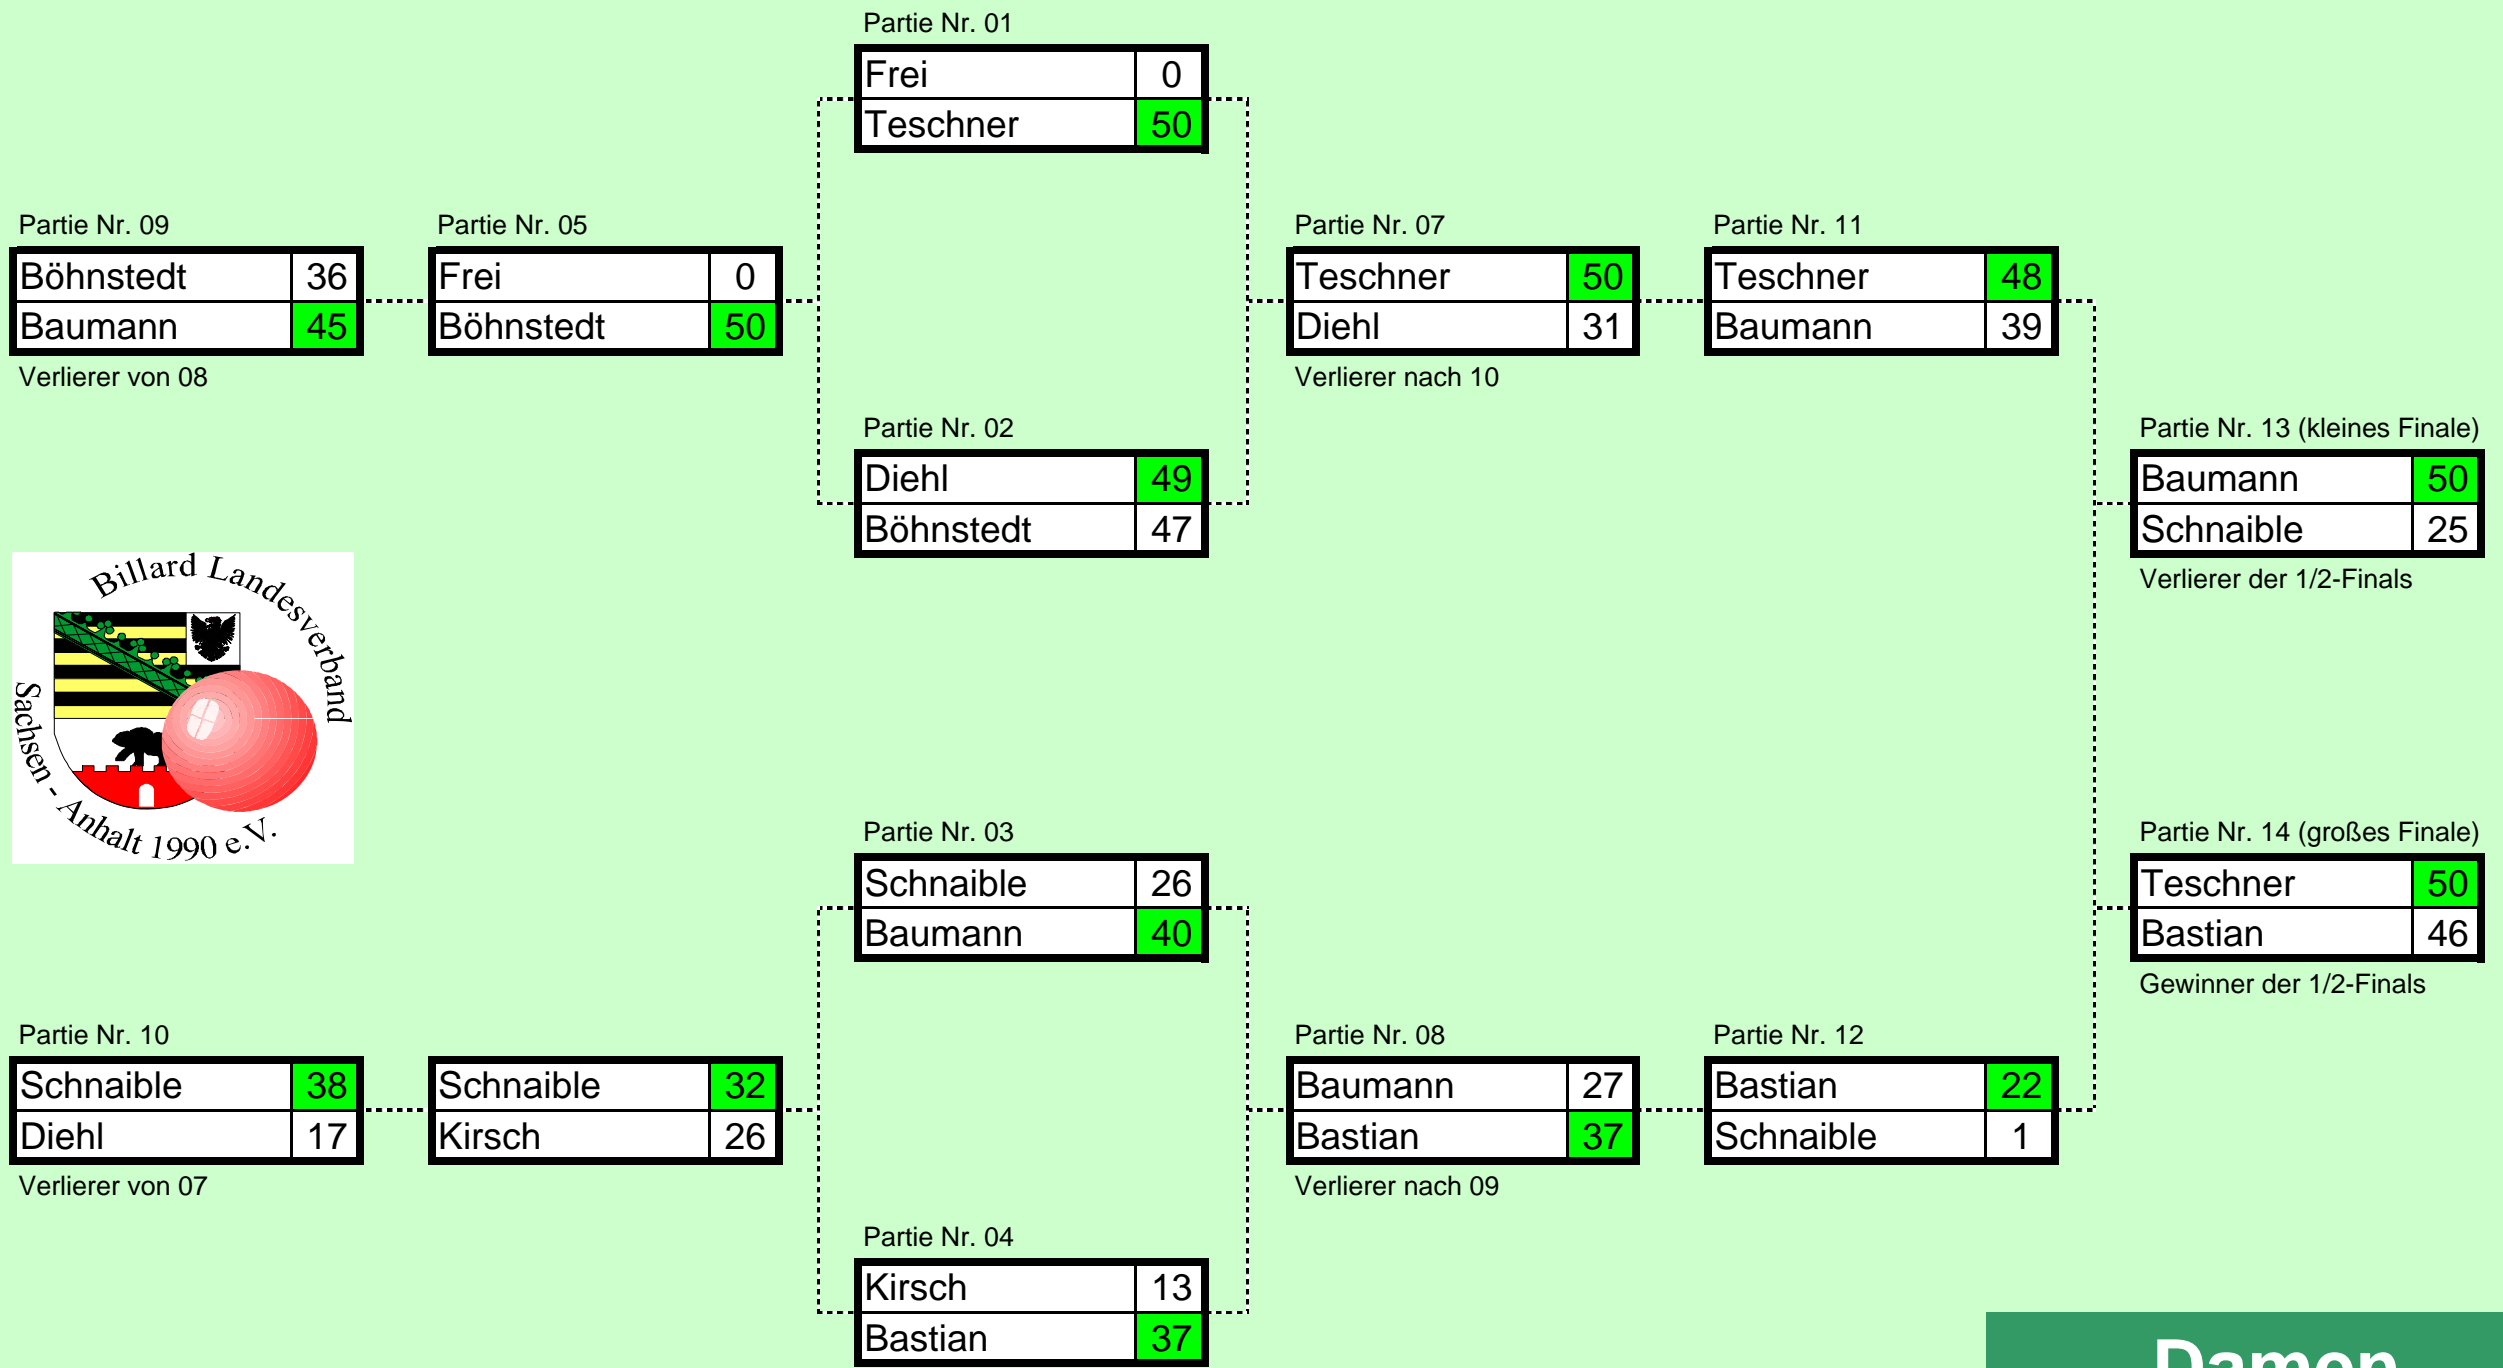 Partie Nr. 01
Frei 0
Teschner 50
Partie Nr. 09
Böhnstedt 36
Baumann 45
Verlierer von 08
Partie Nr. 05
Frei 0
Böhnstedt 50
Partie Nr. 07
Teschner 50
Diehl 31
Verlierer nach 10
Partie Nr. 11
Teschner 48
Baumann 39
Partie Nr. 02
Diehl 49
Böhnstedt 47
Partie Nr. 13 (kleines Finale)
Baumann 50
Schnaible 25
Verlierer der 1/2-Finals
Billard Landesverband
Sachsen - Anhalt 1990 e.V.
Partie Nr. 03
Schnaible 26
Baumann 40
Partie Nr. 14 (großes Finale)
Teschner 50
Bastian 46
Gewinner der 1/2-Finals
Partie Nr. 10
Schnaible 38
Diehl 17
Verlierer von 07
Schnaible 32
Kirsch 26
Partie Nr. 08
Baumann 27
Bastian 37
Verlierer nach 09
Partie Nr. 12
Bastian 22
Schnaible 1
Partie Nr. 04
Kirsch 13
Bastian 37
Damen